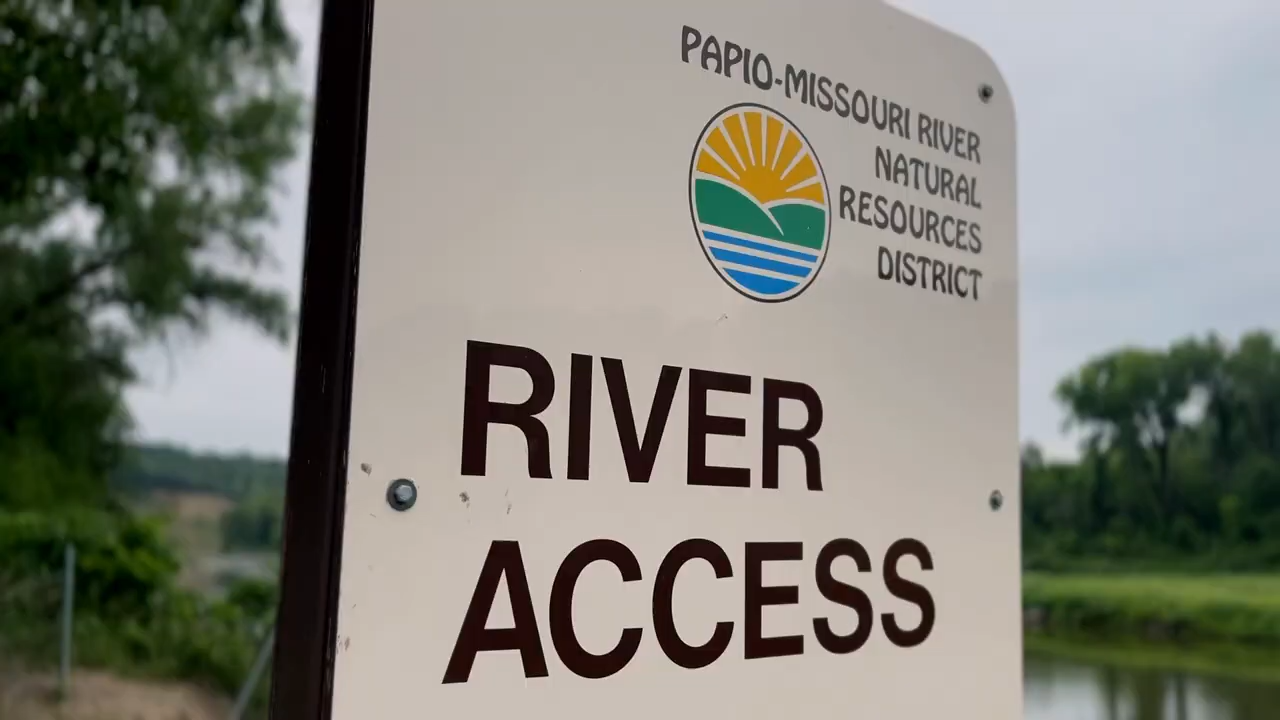 PAPIO-MISSOURI RIVER
NATURAL
RESOURCES
DISTRICT
RIVER
ACCESS